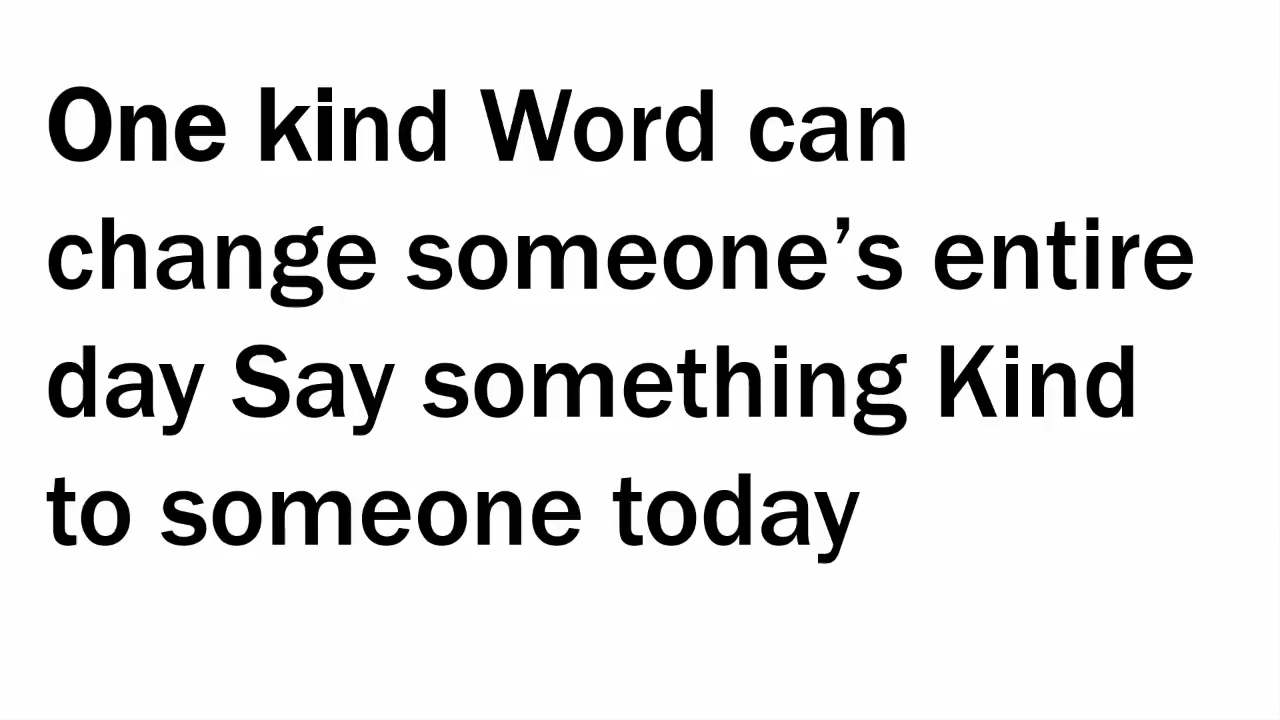 One kind Word can
change someone’s entire
day Say something Kind
to someone today